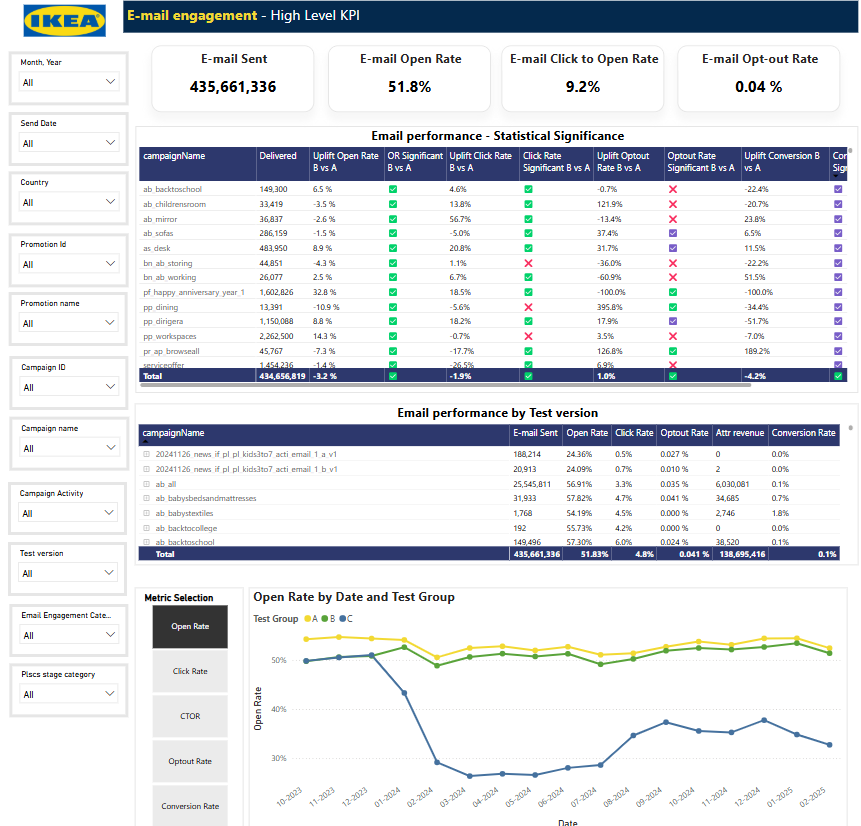 IKEA
E-mail engagement - High Level KPI
Month, Year
All
Send Date
All
Country
All
Promotion Id
All
Promotion name
All
Campaign ID
All
Campaign name
All
Campaign Activity
All
Test version
All
Email Engagement Cate...
All
Plscs stage category
All
E-mail Sent
435,661,336
E-mail Open Rate
51.8%
E-mail Click to Open Rate
9.2%
E-mail Opt-out Rate
0.04 %
Email performance - Statistical Significance
campaignName Delivered Uplift Open Rate B vs A OR Significant B vs A Uplift Click Rate B vs A Click Rate Significant B vs A Uplift Optout Rate B vs A Optout Rate Significant B vs A Uplift Conversion B vs A Con Sign
ab_backtoschool 149,300 6.5 % 4.6% -0.7% -22.4%
ab_childrensroom 33,419 -3.5 % 13.8% 121.9% -20.7%
ab_mirror 36,837 -2.6 % 56.7% -13.4% 23.8%
ab_sofas 286,159 -1.5 % -5.0% 37.4% 6.5%
as_desk 483,950 8.9 % 20.8% 31.7% 11.5%
bn_ab_storing 44,851 -4.3 % 1.1% -36.0% -22.2%
bn_ab_working 26,077 2.5 % 6.7% -60.9% 51.5%
pf_happy_anniversary_year_1 1,602,826 32.8 % 18.5% -100.0% -100.0%
pp_dining 13,391 -10.9 % -5.6% 395.8% -34.4%
pp_dirigera 1,150,088 8.8 % 18.2% 17.9% -51.7%
pp_workspaces 2,262,500 14.3 % -0.7% 3.5% -7.0%
pr_ap_browseall 45,767 -7.3 % -17.7% 126.8% 189.2%
serviceoffer 1,454,236 -1.4 % -26.5% 6.9%
Total 434,656,819 -3.2 % -1.9% 1.0% -4.2%
Email performance by Test version
campaignName E-mail Sent Open Rate Click Rate Optout Rate Attr revenue Conversion Rate
20241126_news_if_pl_pl_kids3to7_acti_email_1_a_v1 188,214 24.36% 0.5% 0.027 % 0 0.0%
20241126_news_if_pl_pl_kids3to7_acti_email_1_b_v1 20,913 24.09% 0.7% 0.010 % 2 0.0%
ab_all 25,545,811 56.91% 3.3% 0.035 % 6,030,081 0.1%
ab_babysbedsandmattresses 31,933 57.82% 4.7% 0.041 % 34,685 0.7%
ab_babystextiles 1,768 54.19% 4.5% 0.000 % 2,746 1.8%
ab_backtocollege 192 55.73% 4.2% 0.000 % 0 0.0%
ab_backtoschool 149,496 57.30% 6.0% 0.024 % 38,520 0.1%
Total 435,661,336 51.83% 4.8% 0.041 % 138,695,416 0.1%
Metric Selection
Open Rate
Click Rate
CTOR
Optout Rate
Conversion Rate
Open Rate by Date and Test Group
Test Group A B C
50%
40%
30%
Open Rate
10-2023 11-2023 12-2023 01-2024 02-2024 03-2024 04-2024 05-2024 06-2024 07-2024 08-2024 09-2024 10-2024 11-2024 12-2024 01-2025 02-2025
Date